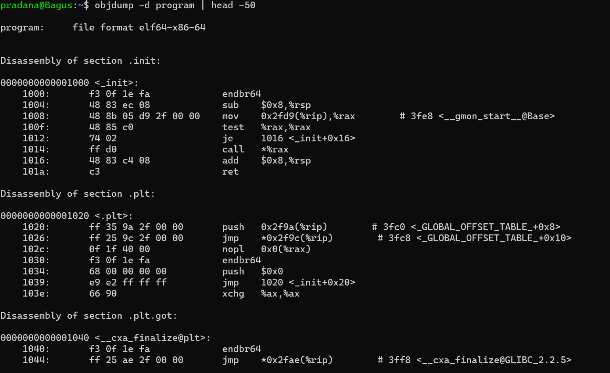 pradana@Bagus:~$ objdump -d program | head -50
program:     file format elf64-x86-64
Disassembly of section .init:
0000000000001000 <_init>:
    1000:       f3 0f 1e fa             endbr64
    1004:       48 83 ec 08             sub    $0x8,%rsp
    1008:       48 8b 05 d9 2f 00 00    mov    0x2fd9(%rip),%rax        # 3fe8 <__gmon_start__@Base>
    100f:       48 85 c0                test   %rax,%rax
    1012:       74 02                   je     1016 <_init+0x16>
    1014:       ff d0                   call   *%rax
    1016:       48 83 c4 08             add    $0x8,%rsp
    101a:       c3                      ret
Disassembly of section .plt:
0000000000001020 <.plt>:
    1020:       ff 35 9a 2f 00 00       push   0x2f9a(%rip)        # 3fc0 <_GLOBAL_OFFSET_TABLE_+0x8>
    1026:       ff 25 9c 2f 00 00       jmp    *0x2f9c(%rip)        # 3fc8 <_GLOBAL_OFFSET_TABLE_+0x10>
    102c:       0f 1f 40 00             nopl   0x0(%rax)
    1030:       f3 0f 1e fa             endbr64
    1034:       68 00 00 00 00          push   $0x0
    1039:       e9 e2 ff ff ff          jmp    1020 <_init+0x20>
    103e:       66 90                   xchg   %ax,%ax
Disassembly of section .plt.got:
0000000000001040 <__cxa_finalize@plt>:
    1040:       f3 0f 1e fa             endbr64
    1044:       ff 25 ae 2f 00 00       jmp    *0x2fae(%rip)        # 3ff8 <__cxa_finalize@GLIBC_2.2.5>